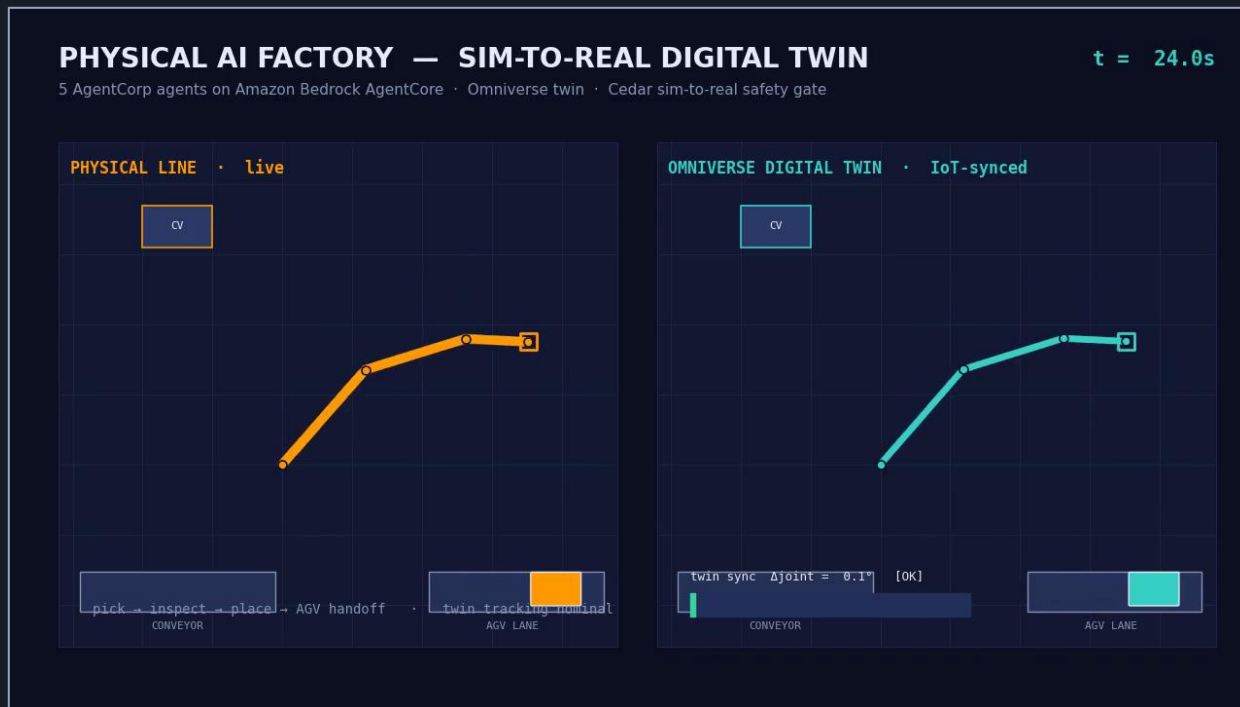 PHYSICAL AI FACTORY — SIM-TO-REAL DIGITAL TWIN
t = 24.0s
5 AgentCorp agents on Amazon Bedrock AgentCore · Omniverse twin · Cedar sim-to-real safety gate
PHYSICAL LINE · live
CV
pick → inspect → place → AGV handoff · twin tracking nominal
CONVEYOR
AGV LANE
OMNIVERSE DIGITAL TWIN · IoT-synced
CV
twin sync Δjoint = 0.1° [OK]
CONVEYOR
AGV LANE